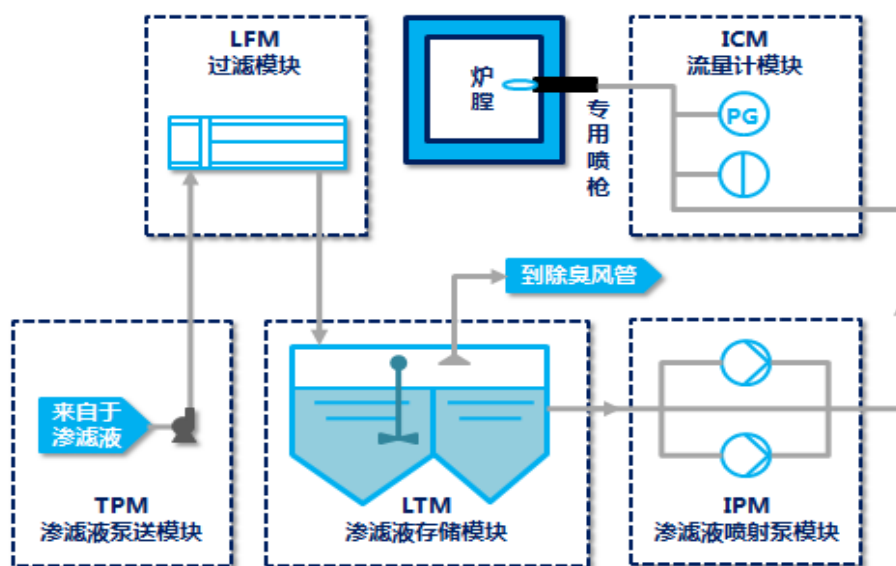 LFM
过滤模块
炉
膛
专
用
喷
枪
ICM
流量计模块
PG
到除臭风管
来自于
渗滤液
TPM
渗滤液泵送模块
LTM
渗滤液存储模块
IPM
渗滤液喷射泵模块